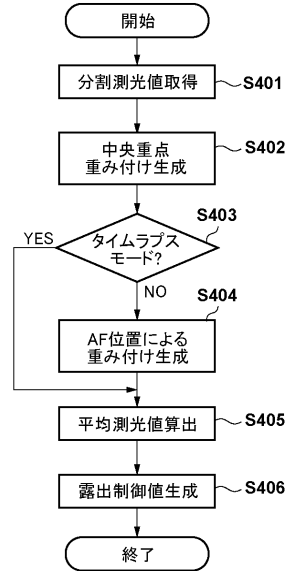 開始
分割測光値取得
S401
中央重点
重み付け生成
S402
タイムラプス
モード?
S403
YES
NO
AF位置による
重み付け生成
S404
平均測光値算出
S405
露出制御値生成
S406
終了